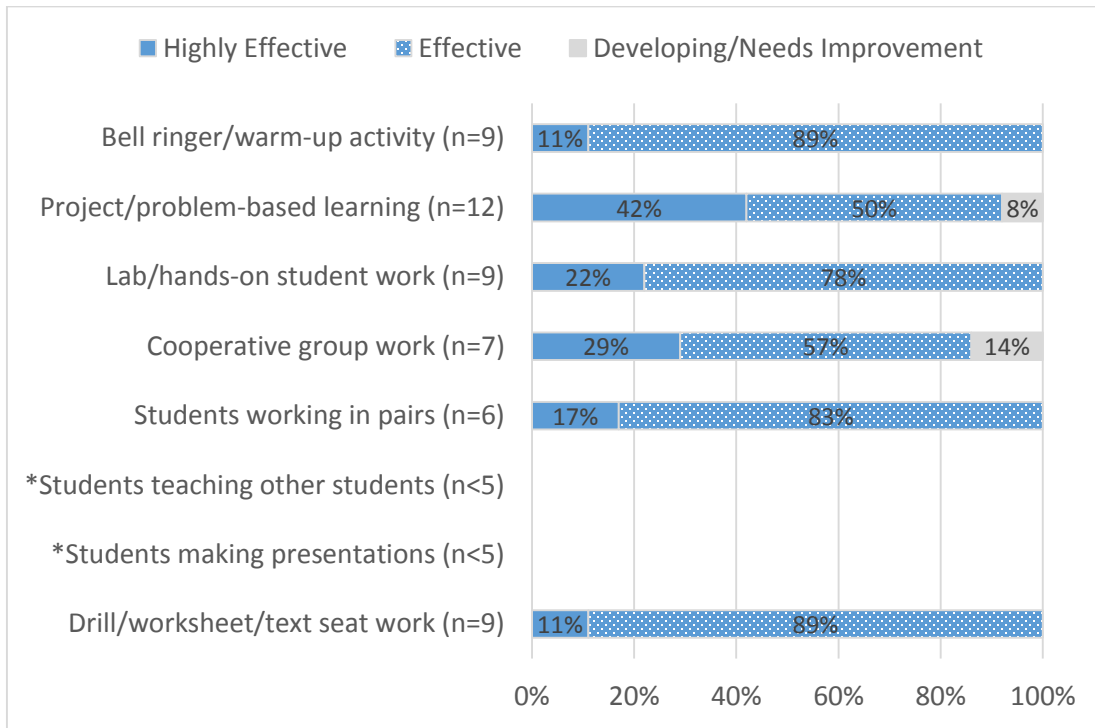 Highly Effective Effective Developing/Needs Improvement
Bell ringer/warm-up activity (n=9) 11% 89%
Project/problem-based learning (n=12) 42% 50% 8%
Lab/hands-on student work (n=9) 22% 78%
Cooperative group work (n=7) 29% 57% 14%
Students working in pairs (n=6) 17% 83%
*Students teaching other students (n<5)
*Students making presentations (n<5)
Drill/worksheet/text seat work (n=9) 11% 89%
0% 20% 40% 60% 80% 100%